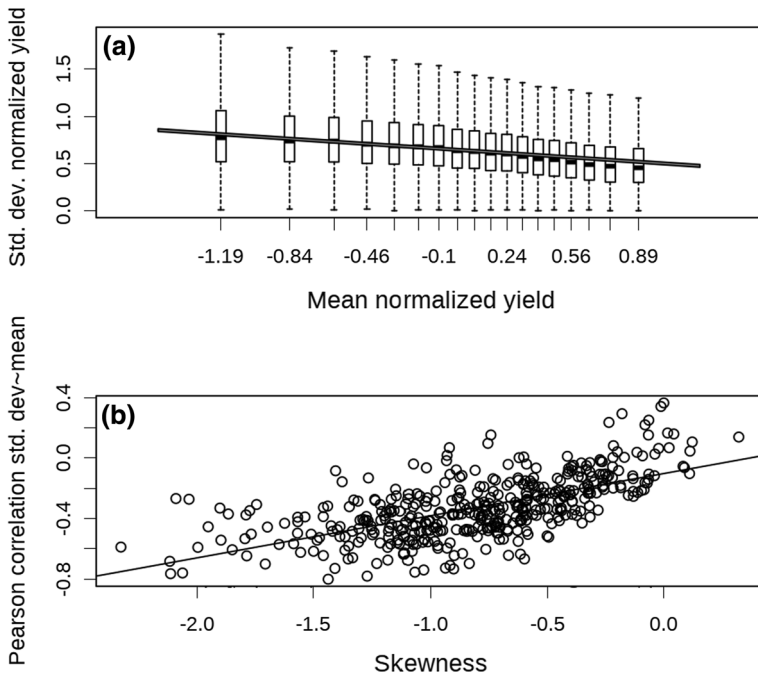 (a)
Std. dev. normalized yield
1.5
1.0
0.5
0.0
-1.19 -0.84 -0.46 -0.1 0.24 0.56 0.89
Mean normalized yield
(b)
Pearson correlation std. dev~mean
0.4
0.0
-0.4
-0.8
-2.0 -1.5 -1.0 -0.5 0.0
Skewness